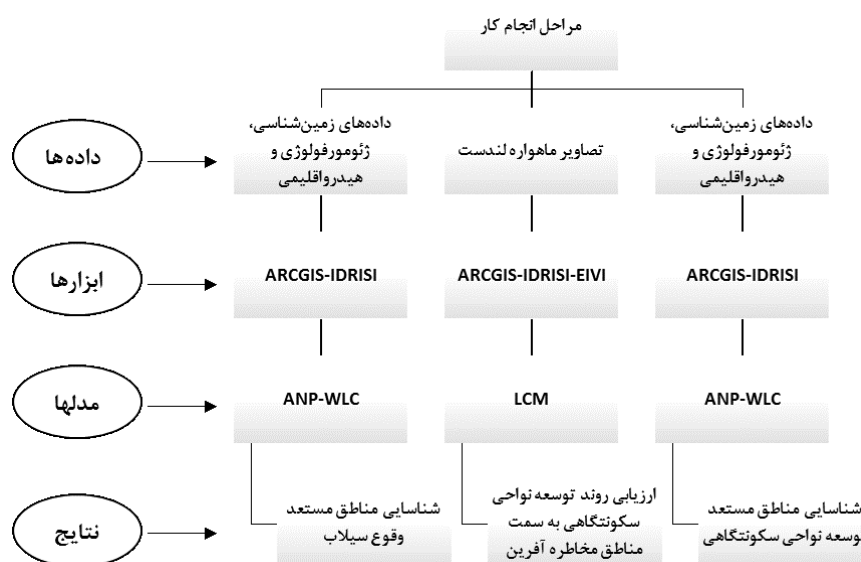 مراحل انجام کار
داده‌ها
داده‌های زمین‌شناسی،
ژئومورفولوژی و
هیدرواقلیمی
تصاویر ماهواره لندست
داده‌های زمین‌شناسی،
ژئومورفولوژی و
هیدرواقلیمی
ابزارها
ARCGIS-IDRISI
ARCGIS-IDRISI-EIVI
ARCGIS-IDRISI
مدلها
ANP-WLC
LCM
ANP-WLC
نتایج
شناسایی مناطق مستعد
وقوع سیلاب
ارزیابی روند توسعه نواحی
سکونتگاهی به سمت
مناطق مخاطره آفرین
شناسایی مناطق مستعد
توسعه نواحی سکونتگاهی